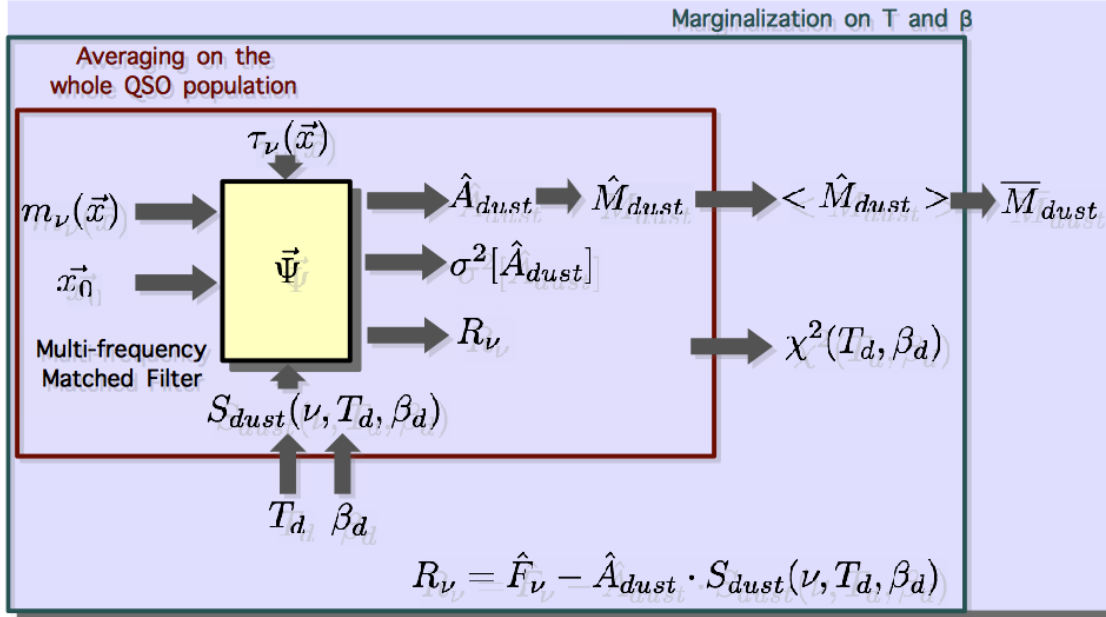 Marginalization on T and β
Averaging on the
whole QSO population
τ_ν(x⃗)
m_ν(x⃗)
Â_dust
M̂_dust
< M̂_dust >
M̅_dust
Ψ⃗
σ²[Â_dust]
x⃗_0
R_ν
χ²(T_d, β_d)
Multi-frequency
Matched Filter
S_dust(ν, T_d, β_d)
T_d β_d
R_ν = F̂_ν − Â_dust · S_dust(ν, T_d, β_d)